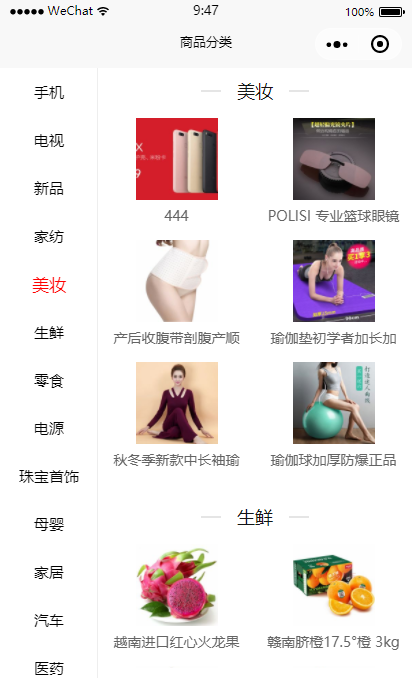 ●●●●● WeChat 9:47 100%
商品分类
手机
电视
新品
家纺
美妆
生鲜
零食
电源
珠宝首饰
母婴
家居
汽车
医药
美妆
444
POLISI 专业篮球眼镜
产后收腹带剖腹产顺
瑜伽垫初学者加长加
秋冬季新款中长袖瑜
瑜伽球加厚防爆正品
生鲜
越南进口红心火龙果
赣南脐橙17.5°橙 3kg